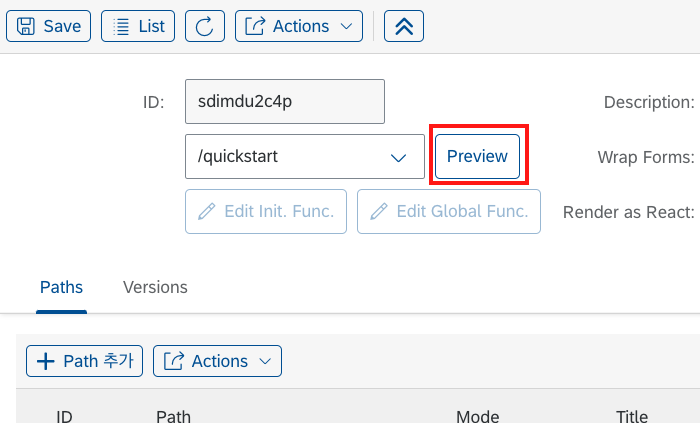 Save List Actions
ID: sdimdu2c4p Description:
/quickstart Preview Wrap Forms:
Edit Init. Func. Edit Global Func. Render as React:
Paths Versions
Path 추가 Actions
ID Path Mode Title